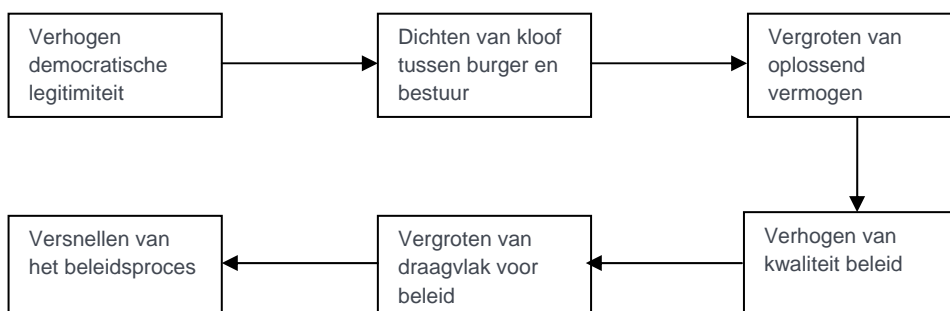 Verhogen
democratische
legitimiteit
Dichten van kloof
tussen burger en
bestuur
Vergroten van
oplossend
vermogen
Verhogen van
kwaliteit beleid
Vergroten van
draagvlak voor
beleid
Versnellen van
het beleidsproces